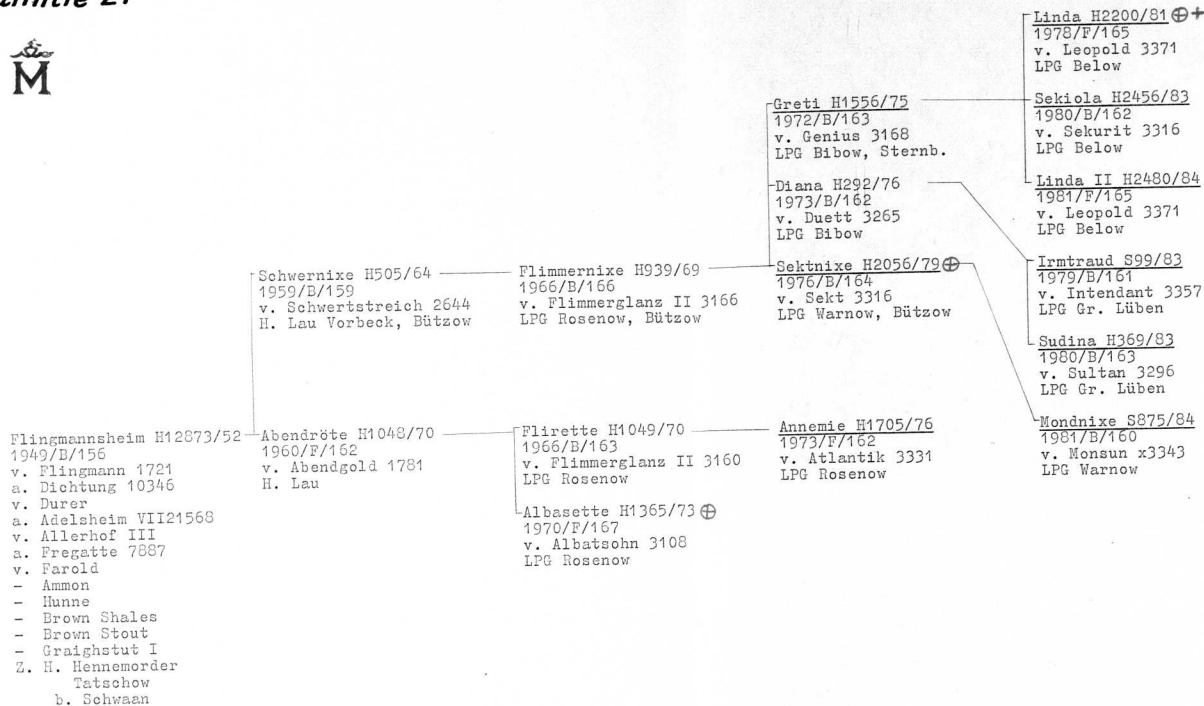 M
Flingmannsheim H12873/52
1949/B/156
v. Flingmann 1721
a. Dichtung 10346
v. Durer
a. Adelsheim VII21568
v. Allerhof III
a. Fregatte 7887
v. Farold
- Ammon
- Hunne
- Brown Shales
- Brown Stout
- Graighstut I
Z. H. Hennemorder
Tatschow
b. Schwaan
Schwernixe H505/64
1959/B/159
v. Schwertstreich 2644
H. Lau Vorbeck, Bützow
Abendröte H1048/70
1960/F/162
v. Abendgold 1781
H. Lau
Flimmernixe H939/69
1966/B/166
v. Flimmerglanz II 3166
LPG Rosenow, Bützow
Flirette H1049/70
1966/B/163
v. Flimmerglanz II 3160
LPG Rosenow
Albasette H1365/73
1970/F/167
v. Albatsohn 3108
LPG Rosenow
Greti H1556/75
1972/B/163
v. Genius 3168
LPG Bibow, Sternb.
Diana H292/76
1973/B/162
v. Duett 3265
LPG Bibow
Sektnixe H2056/79
1976/B/164
v. Sekt 3316
LPG Warnow, Bützow
Annemie H1705/76
1973/F/162
v. Atlantik 3331
LPG Rosenow
Linda H2200/81
1978/F/165
v. Leopold 3371
LPG Below
Sekiola H2456/83
1980/B/162
v. Sekurit 3316
LPG Below
Linda II H2480/84
1981/F/165
v. Leopold 3371
LPG Below
Irmtraud S99/83
1979/B/161
v. Intendant 3357
LPG Gr. Lüben
Sudina H369/83
1980/B/163
v. Sultan 3296
LPG Gr. Lüben
Mondnixe S875/84
1981/B/160
v. Monsun x3343
LPG Warnow